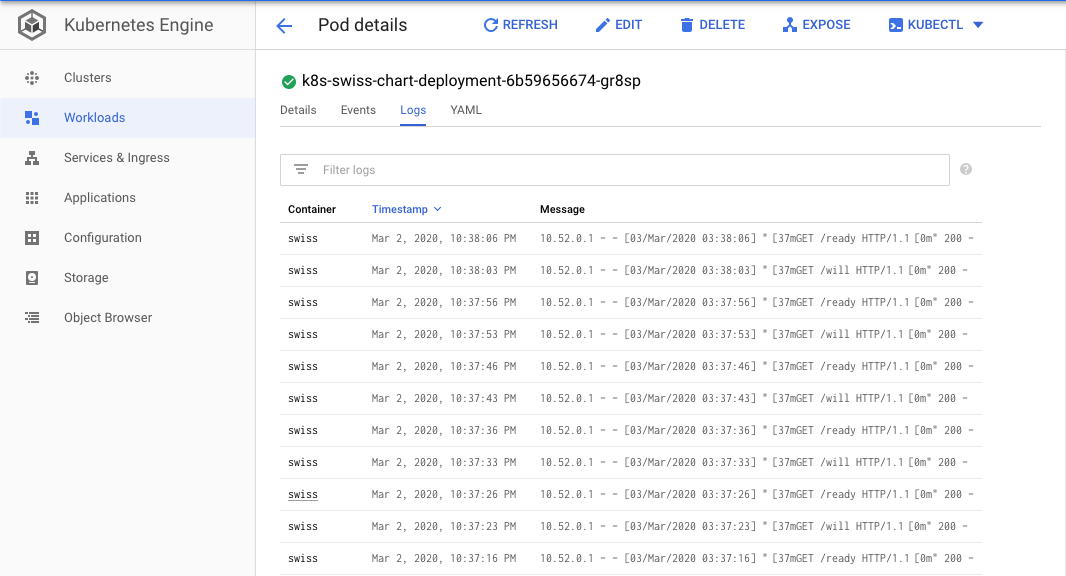 Kubernetes Engine
Pod details
REFRESH
EDIT
DELETE
EXPOSE
KUBECTL
Clusters
Workloads
Services & Ingress
Applications
Configuration
Storage
Object Browser
k8s-swiss-chart-deployment-6b59656674-gr8sp
Details Events Logs YAML
Filter logs
Container Timestamp Message
swiss Mar 2, 2020, 10:38:06 PM 10.52.0.1 - - [03/Mar/2020 03:38:06] " [37mGET /ready HTTP/1.1 [0m" 200 -
swiss Mar 2, 2020, 10:38:03 PM 10.52.0.1 - - [03/Mar/2020 03:38:03] " [37mGET /will HTTP/1.1 [0m" 200 -
swiss Mar 2, 2020, 10:37:56 PM 10.52.0.1 - - [03/Mar/2020 03:37:56] " [37mGET /ready HTTP/1.1 [0m" 200 -
swiss Mar 2, 2020, 10:37:53 PM 10.52.0.1 - - [03/Mar/2020 03:37:53] " [37mGET /will HTTP/1.1 [0m" 200 -
swiss Mar 2, 2020, 10:37:46 PM 10.52.0.1 - - [03/Mar/2020 03:37:46] " [37mGET /ready HTTP/1.1 [0m" 200 -
swiss Mar 2, 2020, 10:37:43 PM 10.52.0.1 - - [03/Mar/2020 03:37:43] " [37mGET /will HTTP/1.1 [0m" 200 -
swiss Mar 2, 2020, 10:37:36 PM 10.52.0.1 - - [03/Mar/2020 03:37:36] " [37mGET /ready HTTP/1.1 [0m" 200 -
swiss Mar 2, 2020, 10:37:33 PM 10.52.0.1 - - [03/Mar/2020 03:37:33] " [37mGET /will HTTP/1.1 [0m" 200 -
swiss Mar 2, 2020, 10:37:26 PM 10.52.0.1 - - [03/Mar/2020 03:37:26] " [37mGET /ready HTTP/1.1 [0m" 200 -
swiss Mar 2, 2020, 10:37:23 PM 10.52.0.1 - - [03/Mar/2020 03:37:23] " [37mGET /will HTTP/1.1 [0m" 200 -
swiss Mar 2, 2020, 10:37:16 PM 10.52.0.1 - - [03/Mar/2020 03:37:16] " [37mGET /ready HTTP/1.1 [0m" 200 -